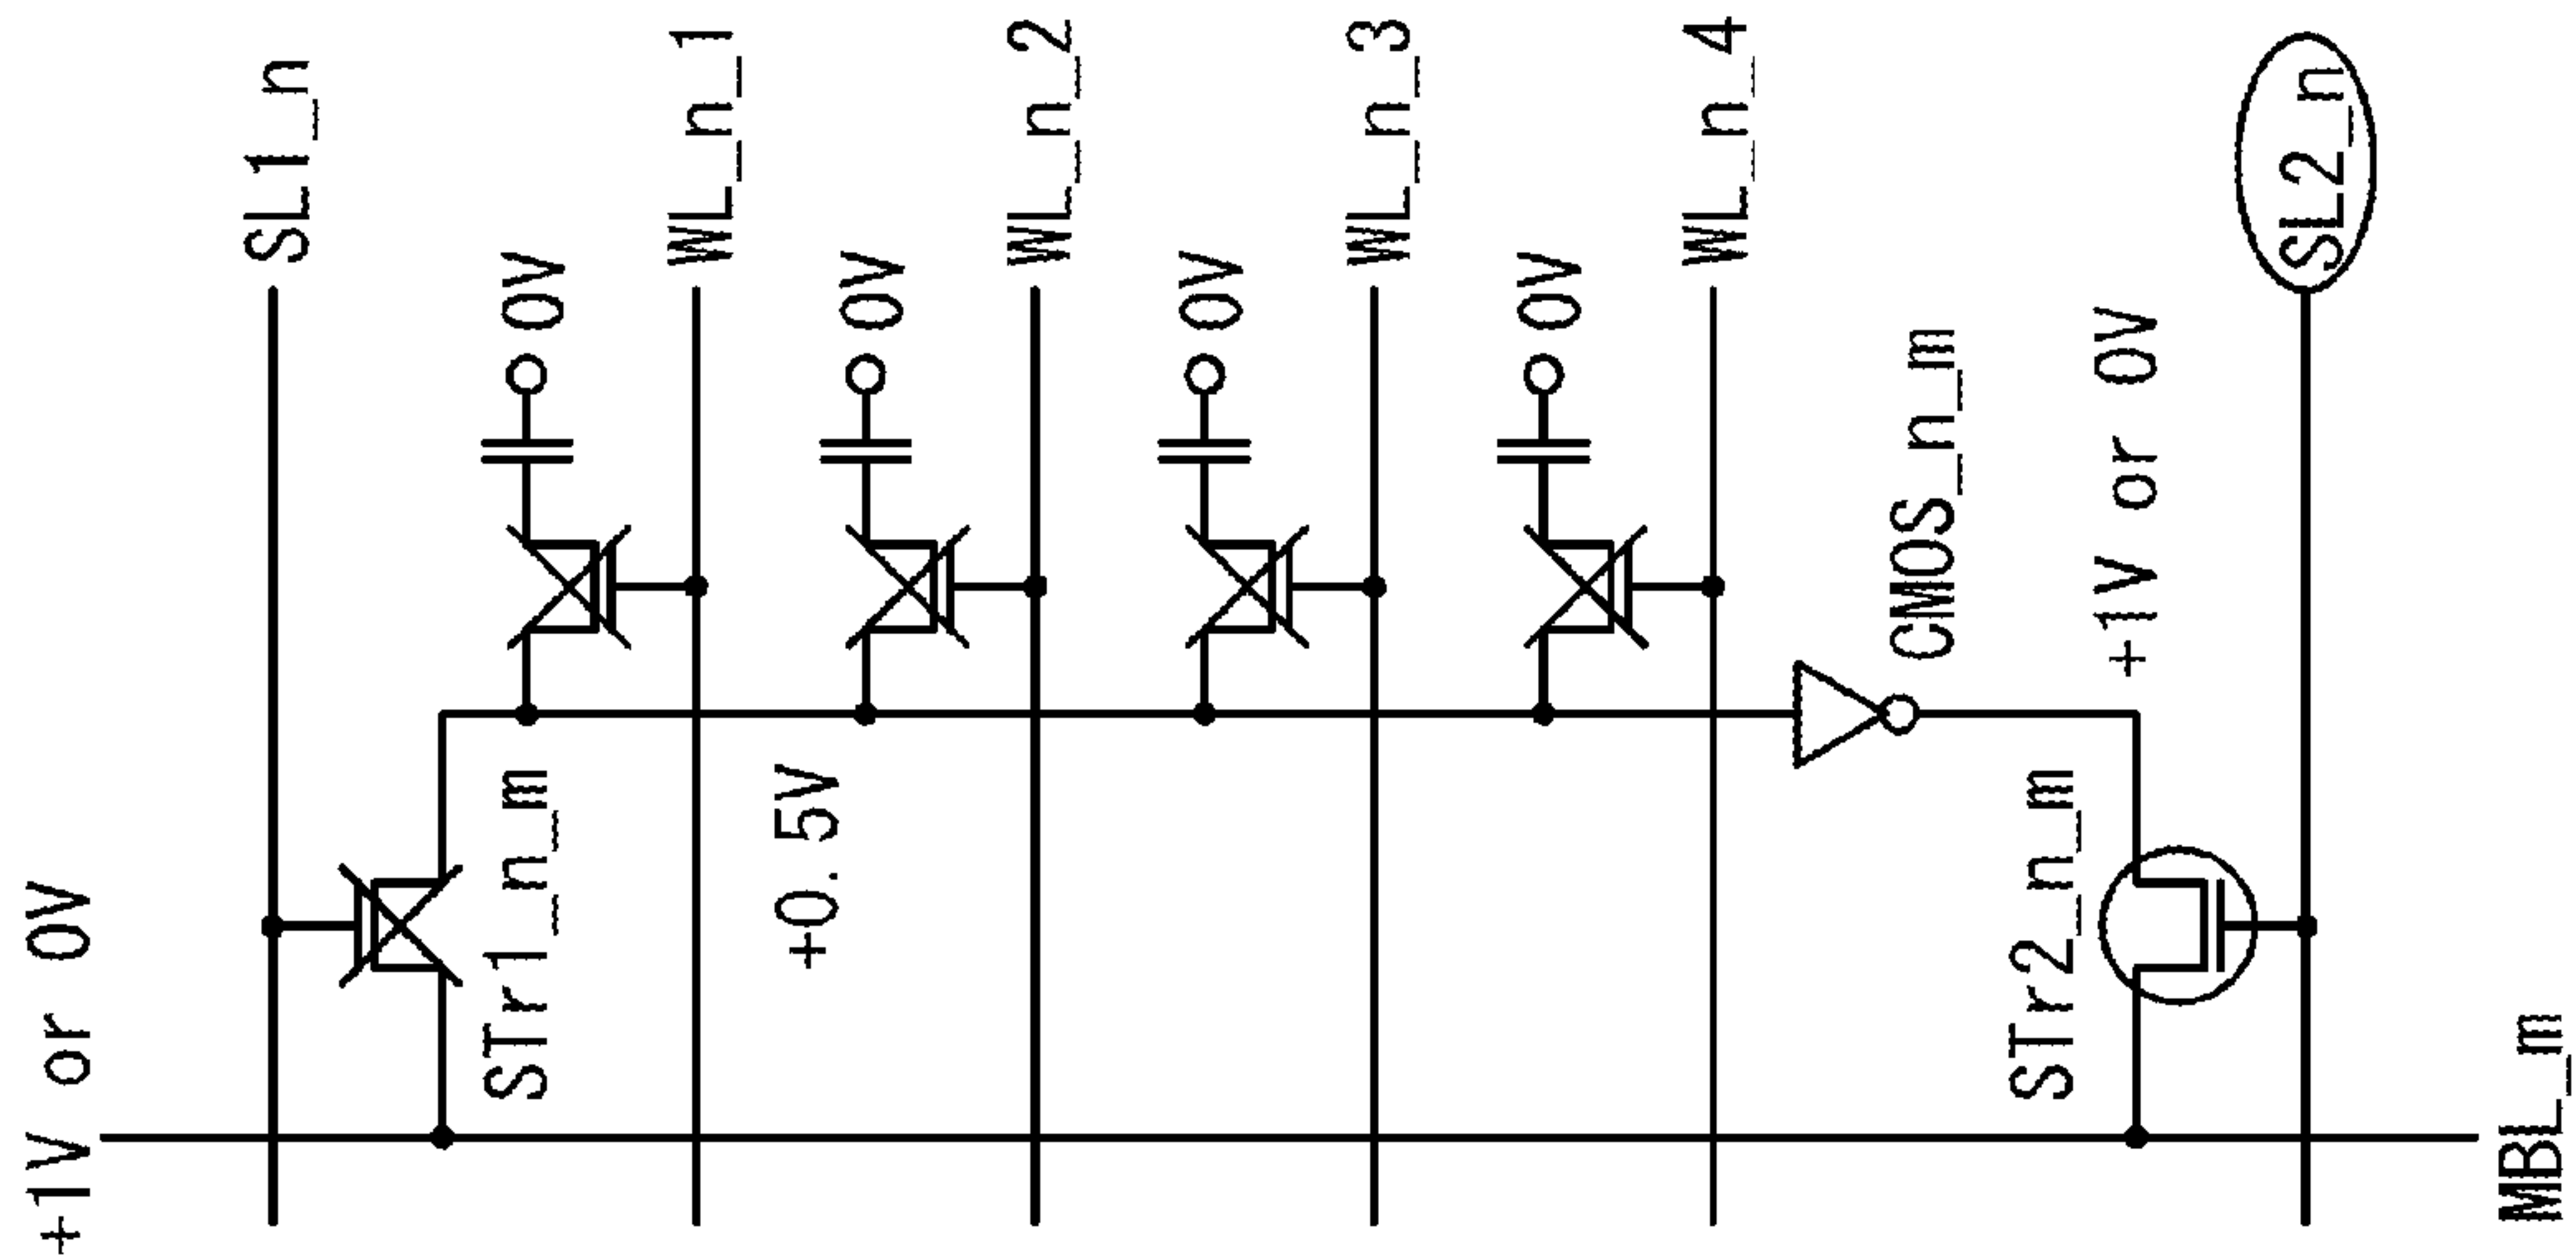 SL1_n
0V
WL_n_1
0V
WL_n_2
0V
WL_n_3
0V
WL_n_4
SL2_n
CMOS_n_m
+1V or 0V
+1V or 0V
STr1_n_m
+0.5V
STr2_n_m
MBL_m